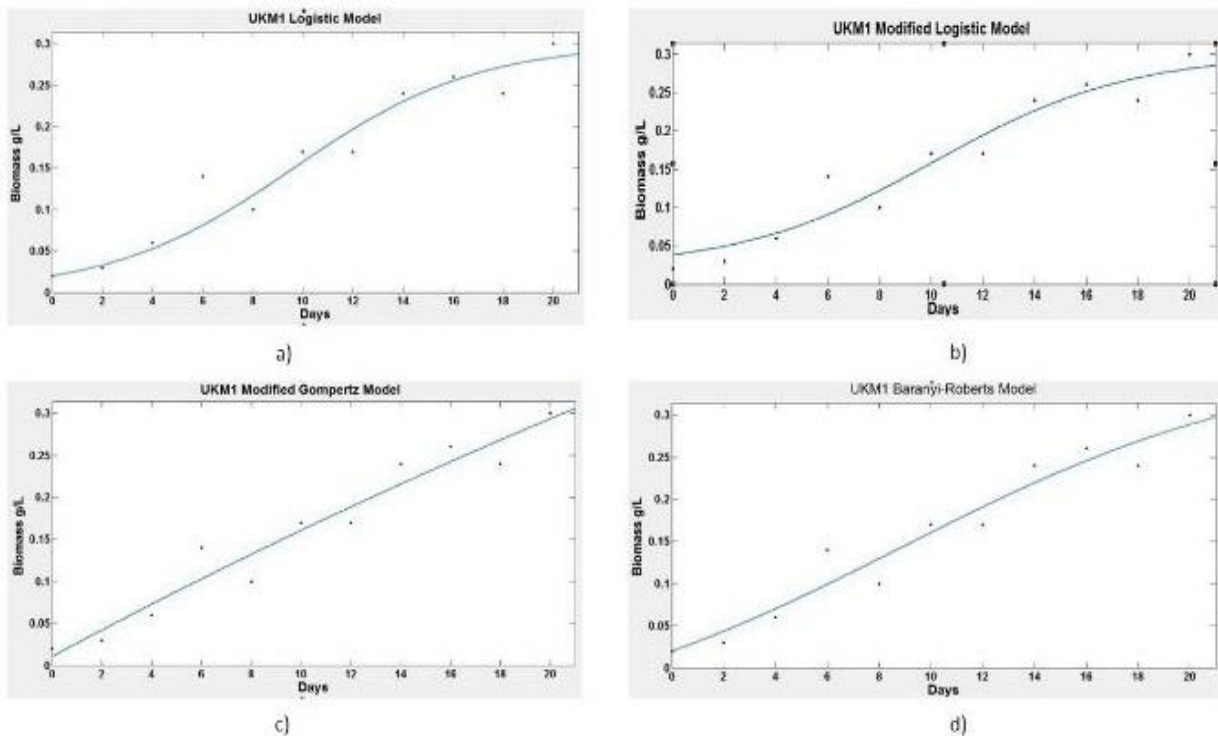 UKM1 Logistic Model
0.3
0.25
0.2
0.15
0.1
0.05
0
Biomass g/L
0 2 4 6 8 10 12 14 16 18 20
Days
a)
UKM1 Modified Logistic Model
0.3
0.25
0.2
0.15
0.1
0.05
0
Biomass g/L
0 2 4 6 8 10 12 14 16 18 20
Days
b)
UKM1 Modified Gompertz Model
0.3
0.25
0.2
0.15
0.1
0.05
0
Biomass g/L
0 2 4 6 8 10 12 14 16 18 20
Days
c)
UKM1 Baranyi-Roberts Model
0.3
0.25
0.2
0.15
0.1
0.05
0
Biomass g/L
0 2 4 6 8 10 12 14 16 18 20
Days
d)